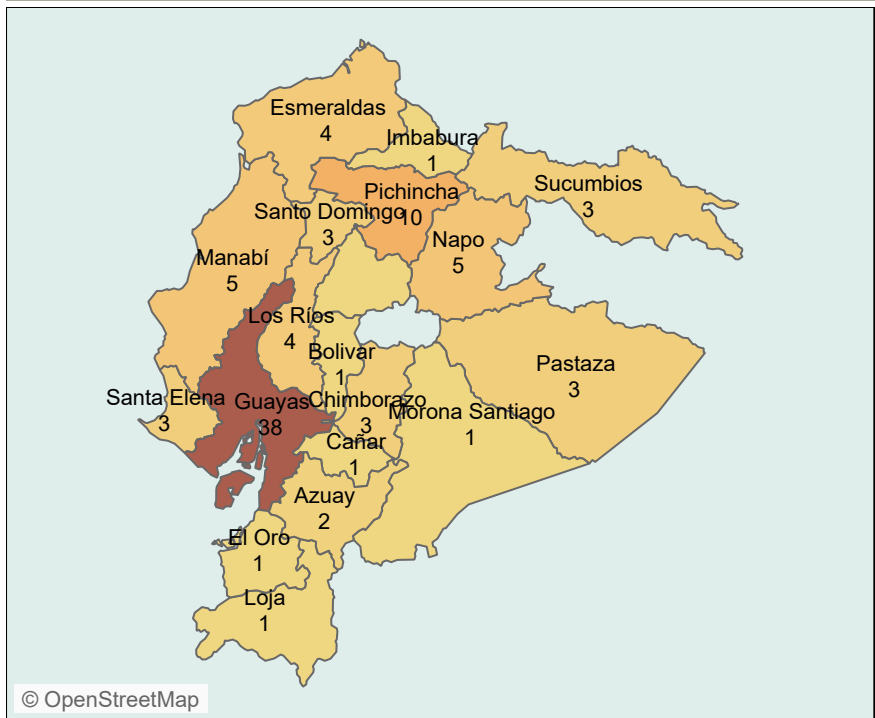 Esmeraldas
4
Imbabura
1
Pichincha
10
Sucumbios
3
Santo Domingo
3
Napo
5
Manabí
5
Los Ríos
4
Bolivar
1
Pastaza
3
Santa Elena
3
Guayas
38
Chimborazo
3
Morona Santiago
1
Cañar
1
Azuay
2
El Oro
1
Loja
1
© OpenStreetMap